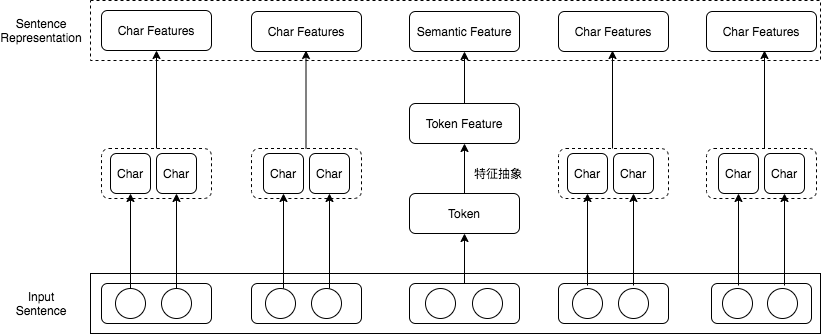 Sentence
Representation
Char Features
Char Features
Semantic Feature
Char Features
Char Features
Token Feature
Char
Char
Char
Char
特征抽象
Char
Char
Char
Char
Token
Input
Sentence